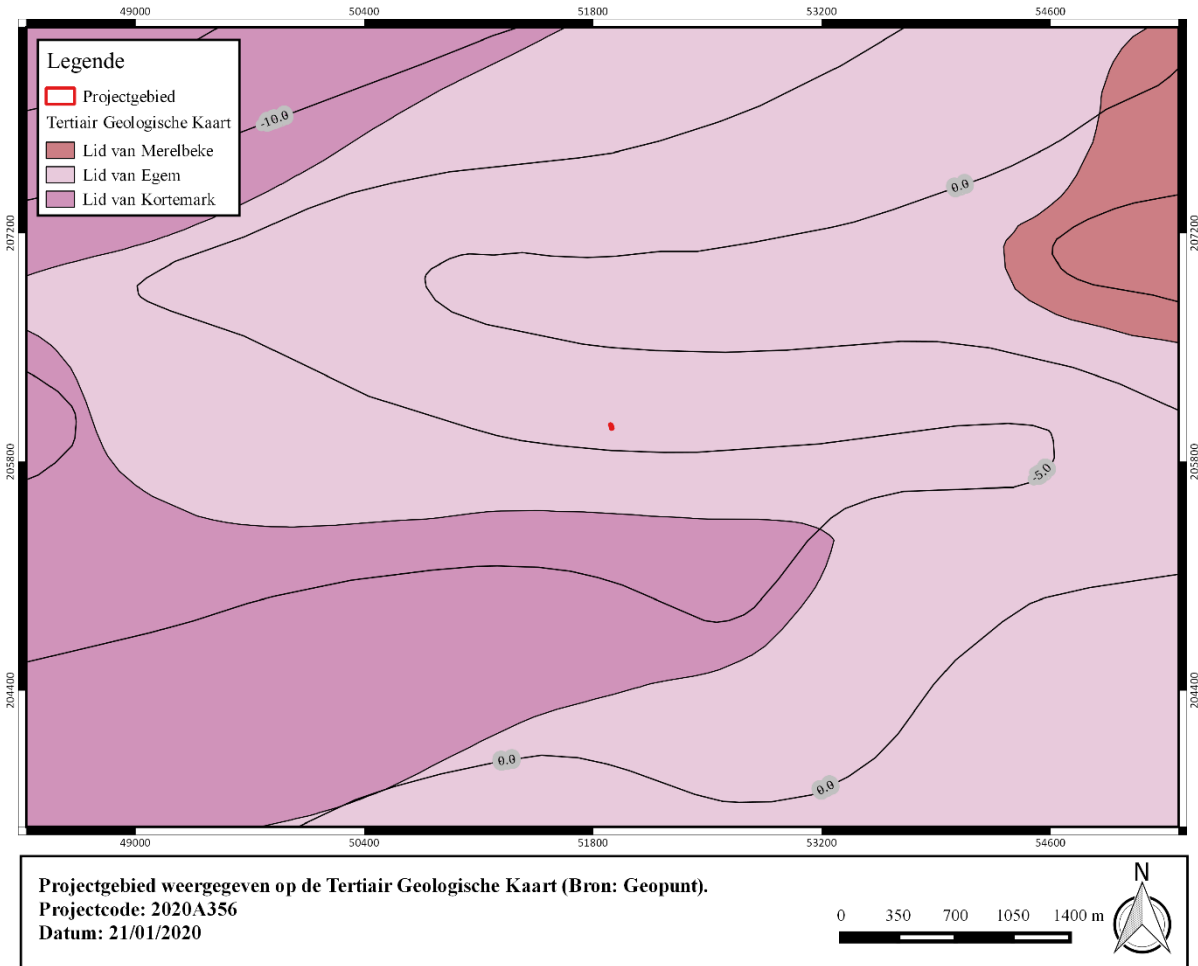 49000 50400 51800 53200 54600
Legende
Projectgebied
Tertiair Geologische Kaart
Lid van Merelbeke
Lid van Egem
Lid van Kortemark
-10.0
0.0
207200 207200
205800 205800
-5.0
204400 204400
0.0
0.0
49000 50400 51800 53200 54600
Projectgebied weergegeven op de Tertiair Geologische Kaart (Bron: Geopunt).
Projectcode: 2020A356
Datum: 21/01/2020
0 350 700 1050 1400 m
N